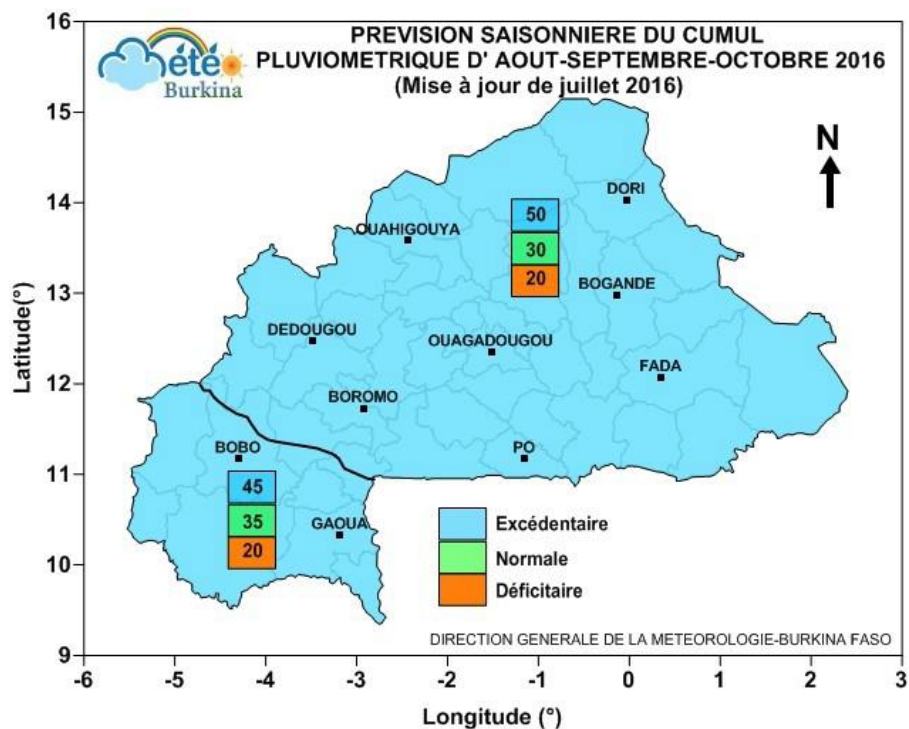 PREVISION SAISONNIERE DU CUMUL
PLUVIOMETRIQUE D' AOUT-SEPTEMBRE-OCTOBRE 2016
(Mise à jour de juillet 2016)
été
Burkina
N
DORI
OUAHIGOUYA
50
30
20
BOGANDE
DEDOUGOU
OUAGADOUGOU
FADA
BOROMO
BOBO
PO
45
35
20
GAOUA
Excédentaire
Normale
Déficitaire
DIRECTION GENERALE DE LA METEOROLOGIE-BURKINA FASO
Latitude(°)
16
15
14
13
12
11
10
9
-6 -5 -4 -3 -2 -1 0 1 2 3
Longitude (°)